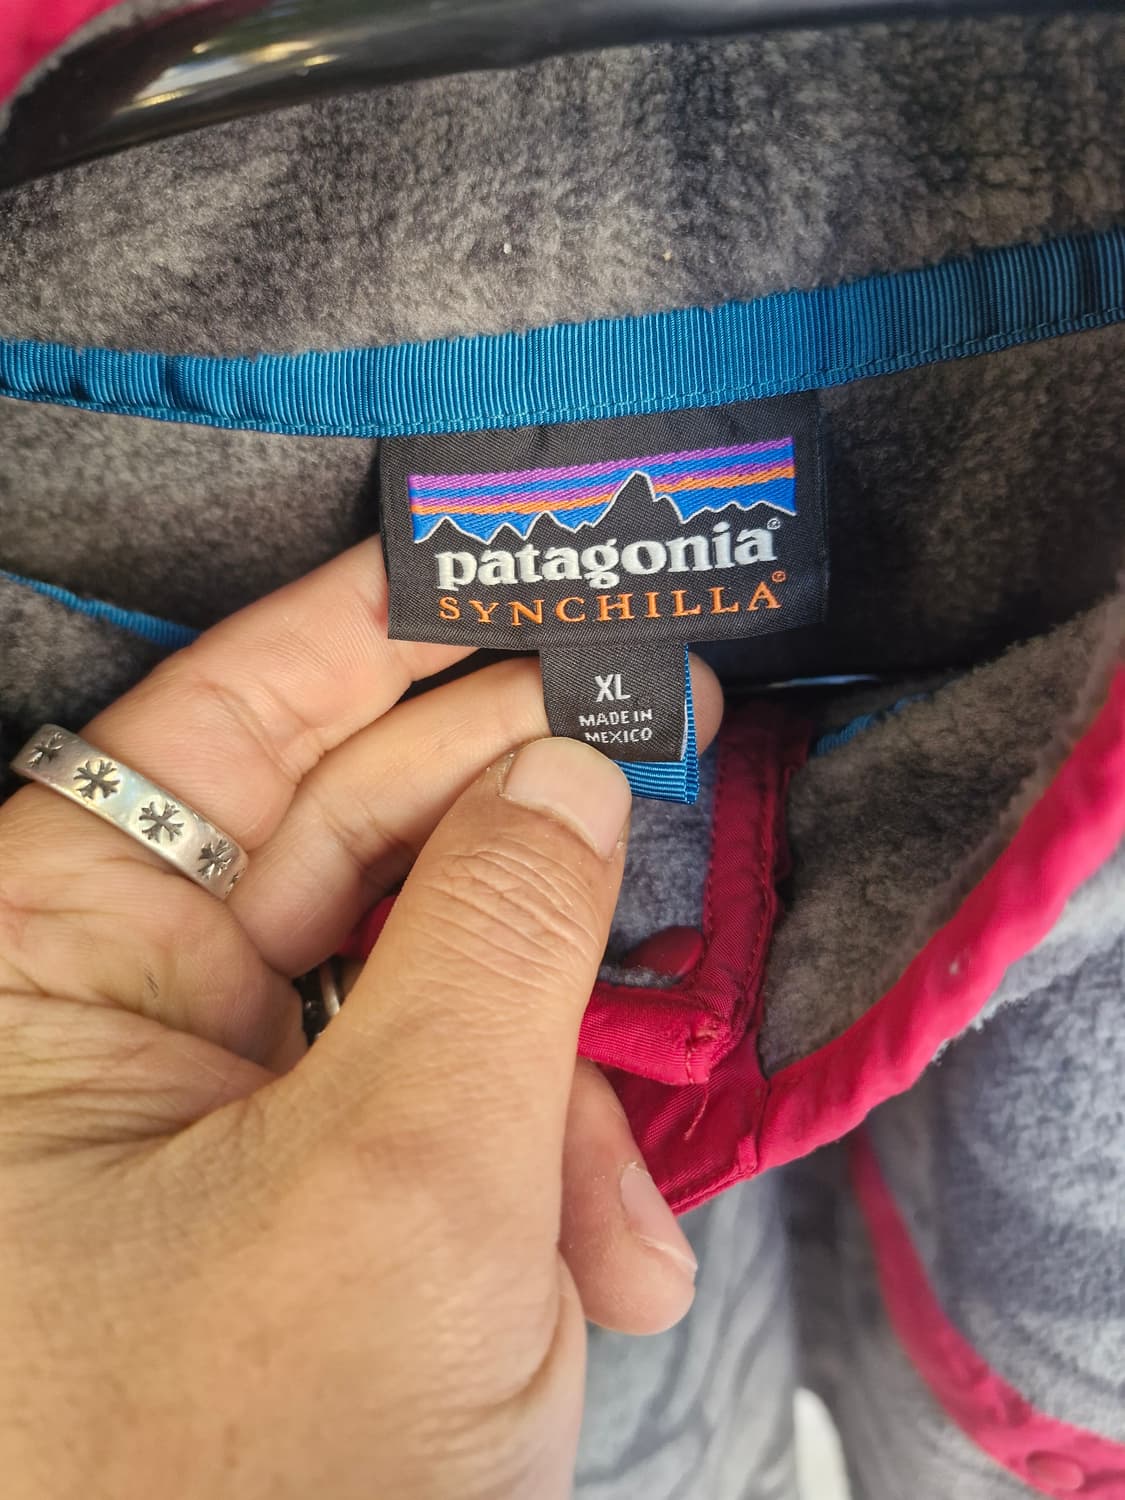 patagonia®
SYNCHILLA®
XL
MADE IN
MEXICO